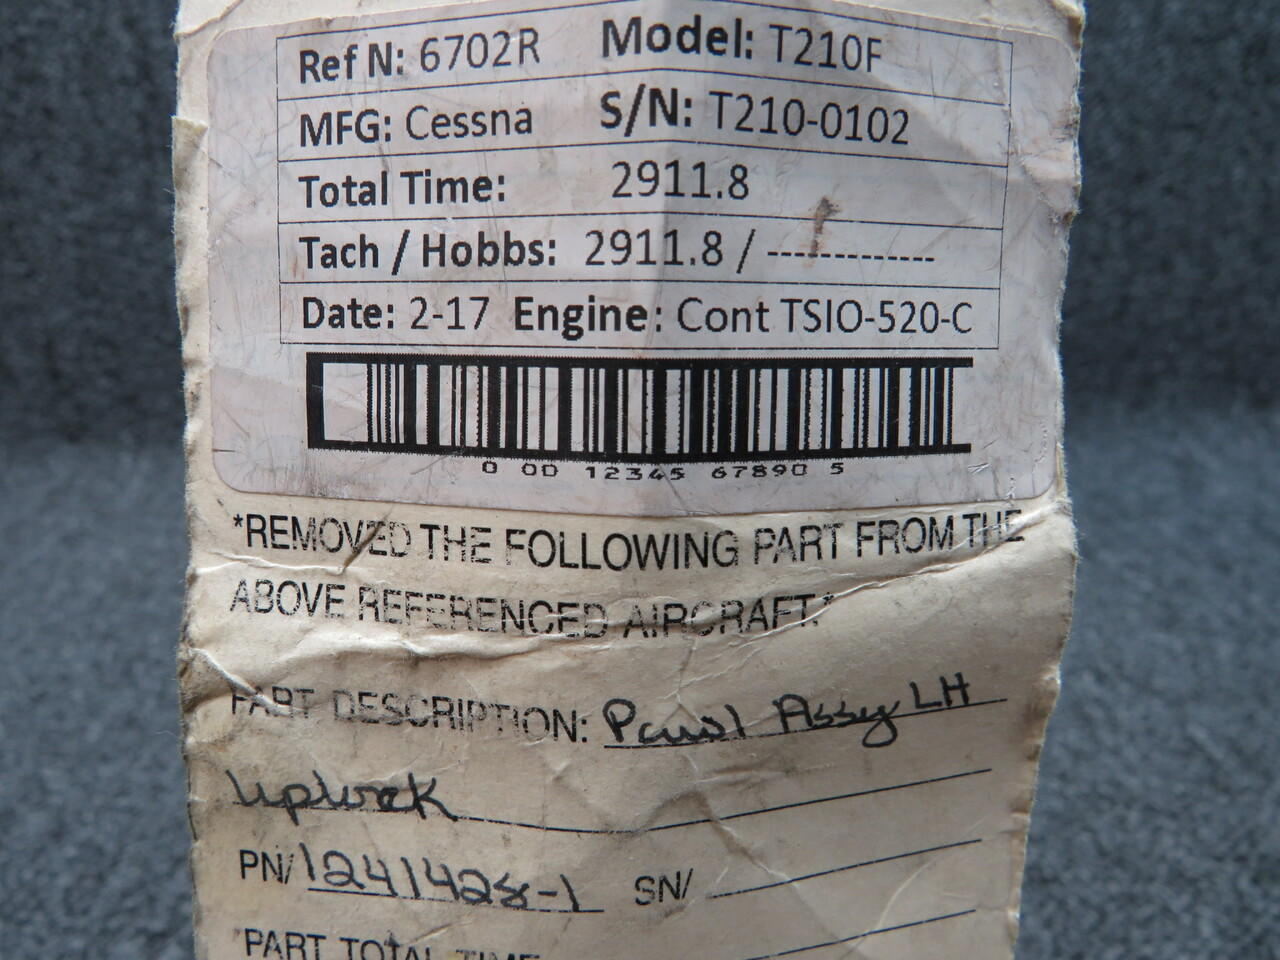 Ref N: 6702R Model: T210F
MFG: Cessna S/N: T210-0102
Total Time: 2911.8
Tach / Hobbs: 2911.8 / -------------
Date: 2-17 Engine: Cont TSIO-520-C
0 00 12345 67890 5
*REMOVED THE FOLLOWING PART FROM THE
ABOVE REFERENCED AIRCRAFT.*
PART DESCRIPTION: Pawl Assy LH
Uplock
PN/ 1241428-1 SN/
PART TOTAL TIME